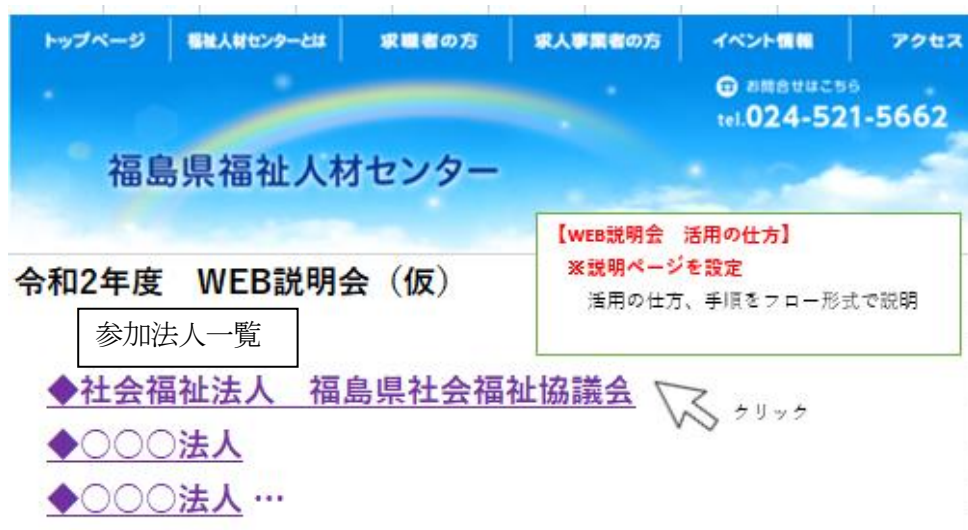 トップページ 福祉人材センターとは 求職者の方 求人事業者の方 イベント情報 アクセス
お問合せはこちら
tel.024-521-5662
福島県福祉人材センター
【WEB説明会 活用の仕方】
※説明ページを設定
活用の仕方、手順をフロー形式で説明
令和2年度 WEB説明会(仮)
参加法人一覧
◆社会福祉法人 福島県社会福祉協議会
クリック
◆○○○法人
◆○○○法人 …